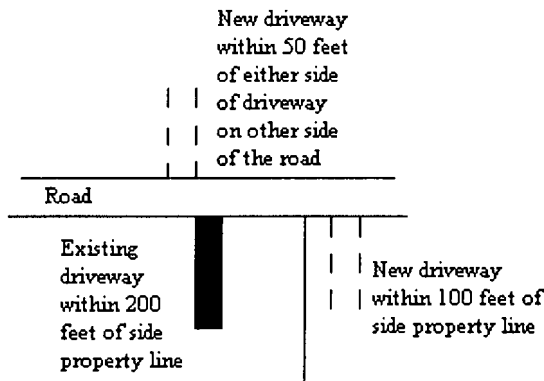 New driveway
within 50 feet
of either side
of driveway
on other side
of the road
Road
Existing
driveway
within 200
feet of side
property line
New driveway
within 100 feet of
side property line